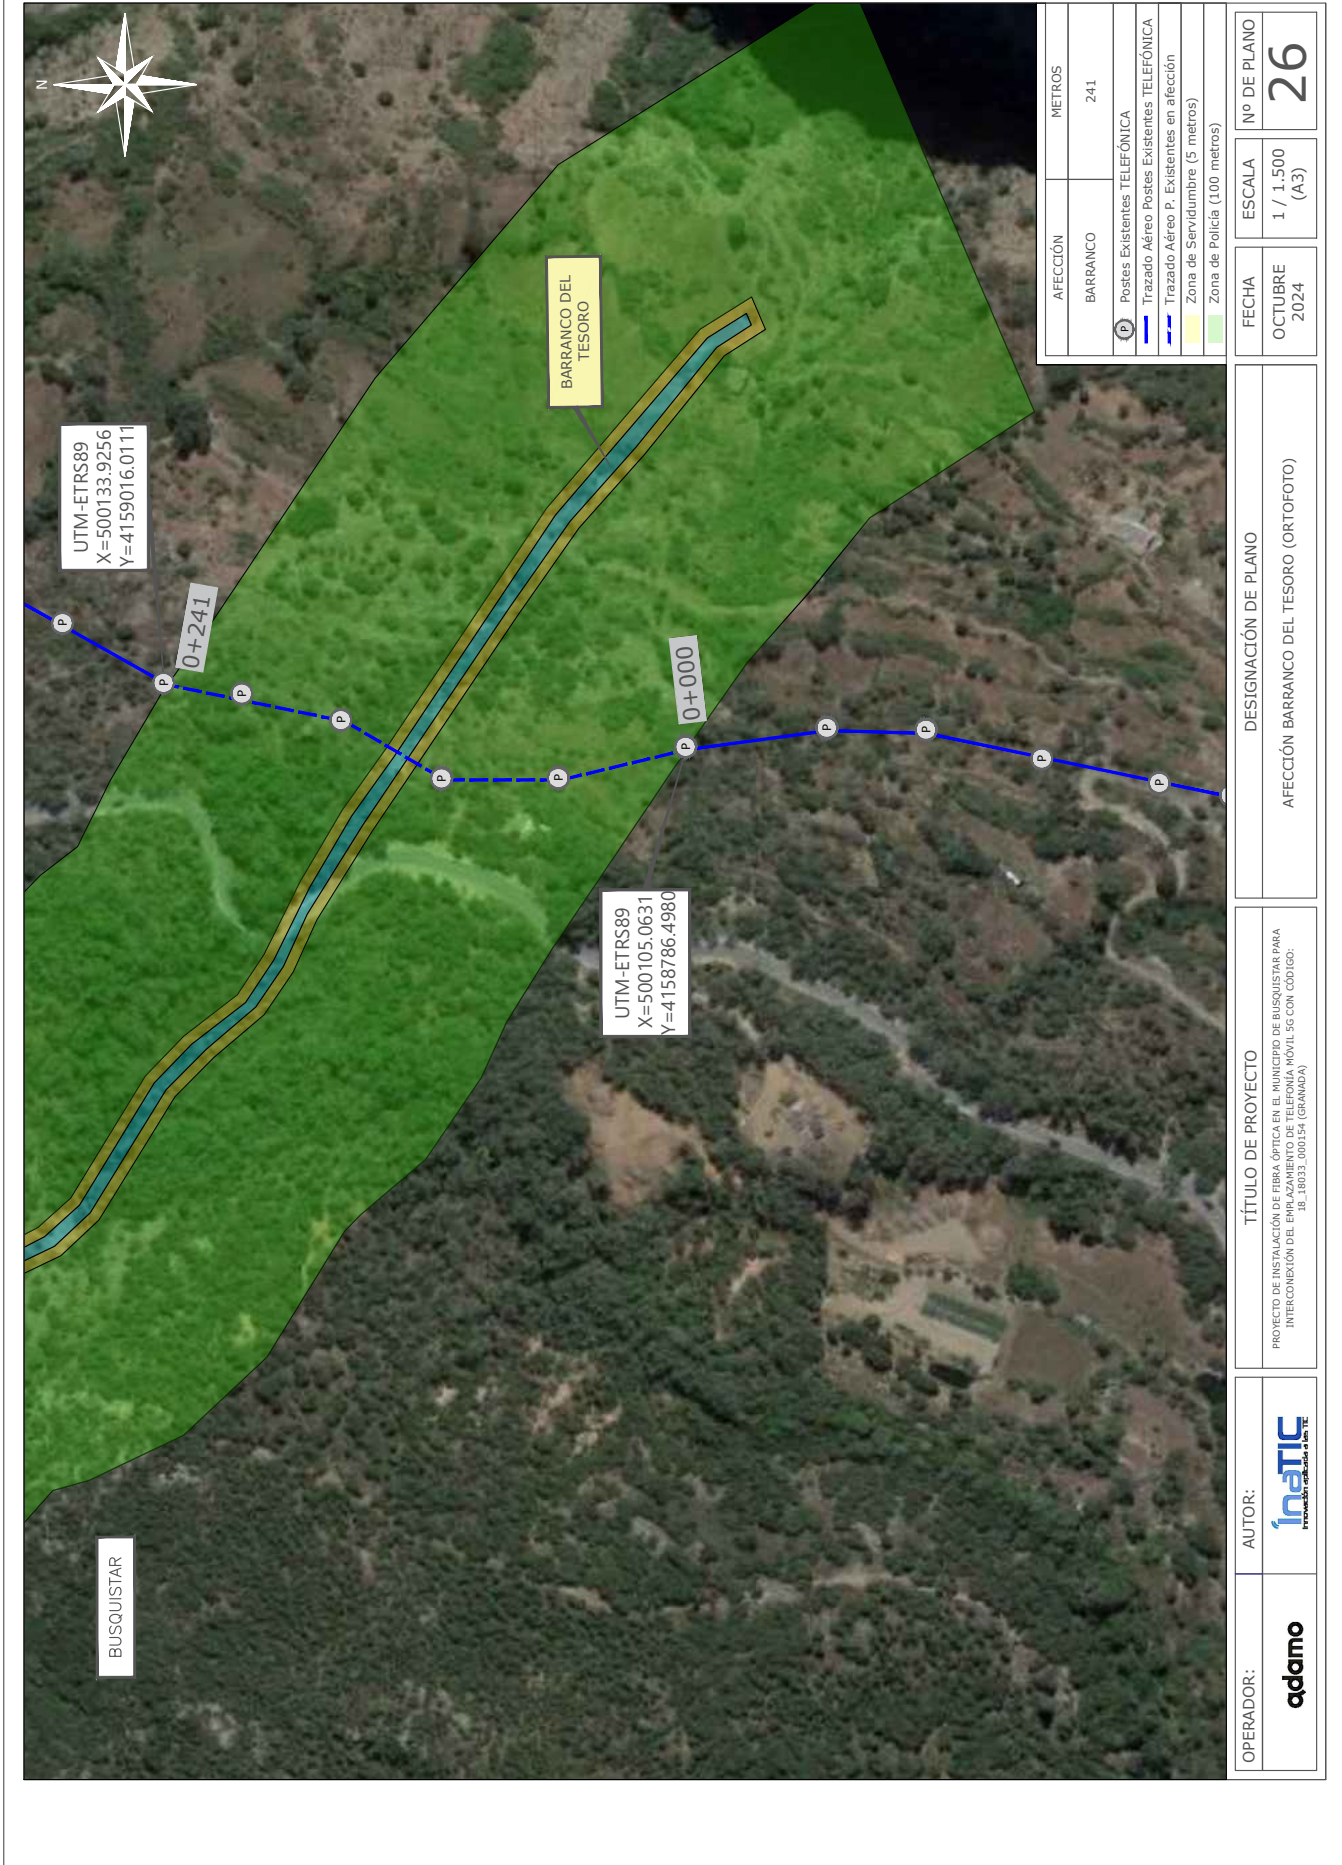 N
UTM-ETRS89
X=500133.9256
Y=4159016.0111
0+241
BARRANCO DEL
TESORO
0+000
UTM-ETRS89
X=500105.0631
Y=4158786.4980
BUSQUISTAR
P
P
P
P
P
P
P
P
P
P
P
AFECCIÓN
METROS
BARRANCO
241
P Postes Existentes TELEFÓNICA
Trazado Aéreo Postes Existentes TELEFÓNICA
Trazado Aéreo P. Existentes en afección
Zona de Servidumbre (5 metros)
Zona de Policía (100 metros)
OPERADOR:
adamo
AUTOR:
inaTIC
Innovación aplicada a las TIC
TÍTULO DE PROYECTO
PROYECTO DE INSTALACIÓN DE FIBRA ÓPTICA EN EL MUNICIPIO DE BUSQUISTAR PARA
INTERCONEXIÓN DEL EMPLAZAMIENTO DE TELEFONÍA MÓVIL 5G CON CÓDIGO:
18_18033_000154 (GRANADA)
DESIGNACIÓN DE PLANO
AFECCIÓN BARRANCO DEL TESORO (ORTOFOTO)
FECHA
OCTUBRE
2024
ESCALA
1 / 1.500
(A3)
Nº DE PLANO
26